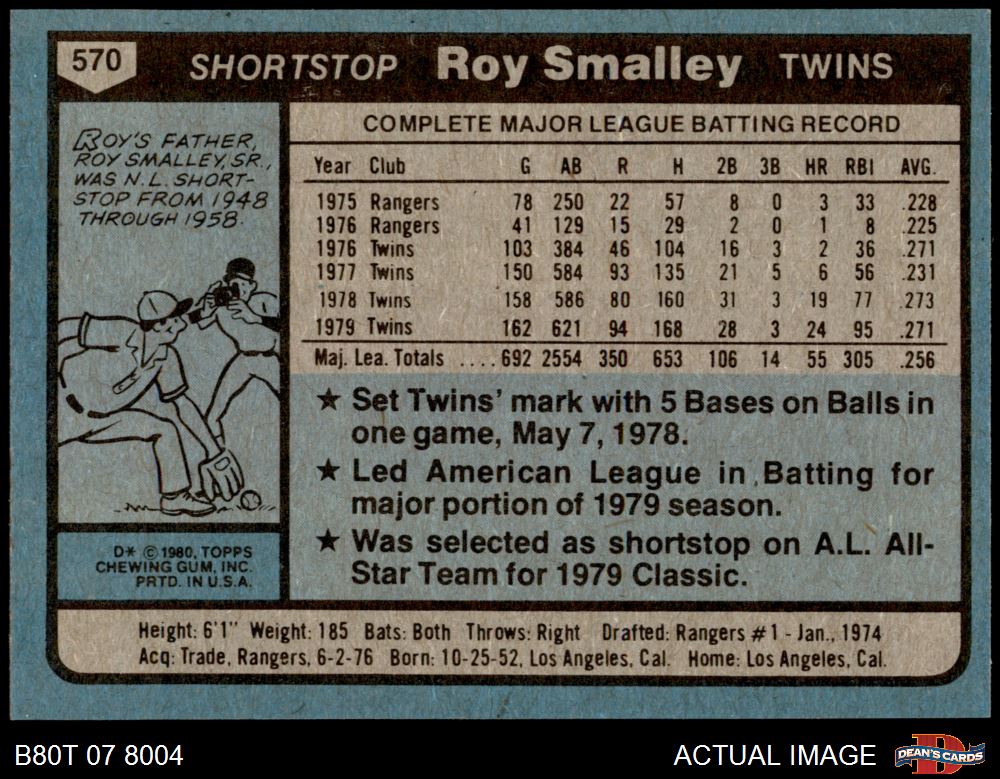 570
SHORTSTOP Roy Smalley TWINS
ROY'S FATHER,
ROY SMALLEY, SR.,
WAS N.L. SHORT-
STOP FROM 1948
THROUGH 1958.
COMPLETE MAJOR LEAGUE BATTING RECORD
Year Club G AB R H 2B 3B HR RBI AVG.
1975 Rangers 78 250 22 57 8 0 3 33 .228
1976 Rangers 41 129 15 29 2 0 1 8 .225
1976 Twins 103 384 46 104 16 3 2 36 .271
1977 Twins 150 584 93 135 21 5 6 56 .231
1978 Twins 158 586 80 160 31 3 19 77 .273
1979 Twins 162 621 94 168 28 3 24 95 .271
Maj. Lea. Totals ....692 2554 350 653 106 14 55 305 .256
★ Set Twins' mark with 5 Bases on Balls in
one game, May 7, 1978.
★ Led American League in Batting for
major portion of 1979 season.
★ Was selected as shortstop on A.L. All-
Star Team for 1979 Classic.
D* © 1980, TOPPS
CHEWING GUM, INC.
PRTD. IN U.S.A.
Height: 6'1" Weight: 185 Bats: Both Throws: Right Drafted: Rangers #1 - Jan., 1974
Acq: Trade, Rangers, 6-2-76 Born: 10-25-52, Los Angeles, Cal. Home: Los Angeles, Cal.
B80T 07 8004 ACTUAL IMAGE
DEAN'S CARDS